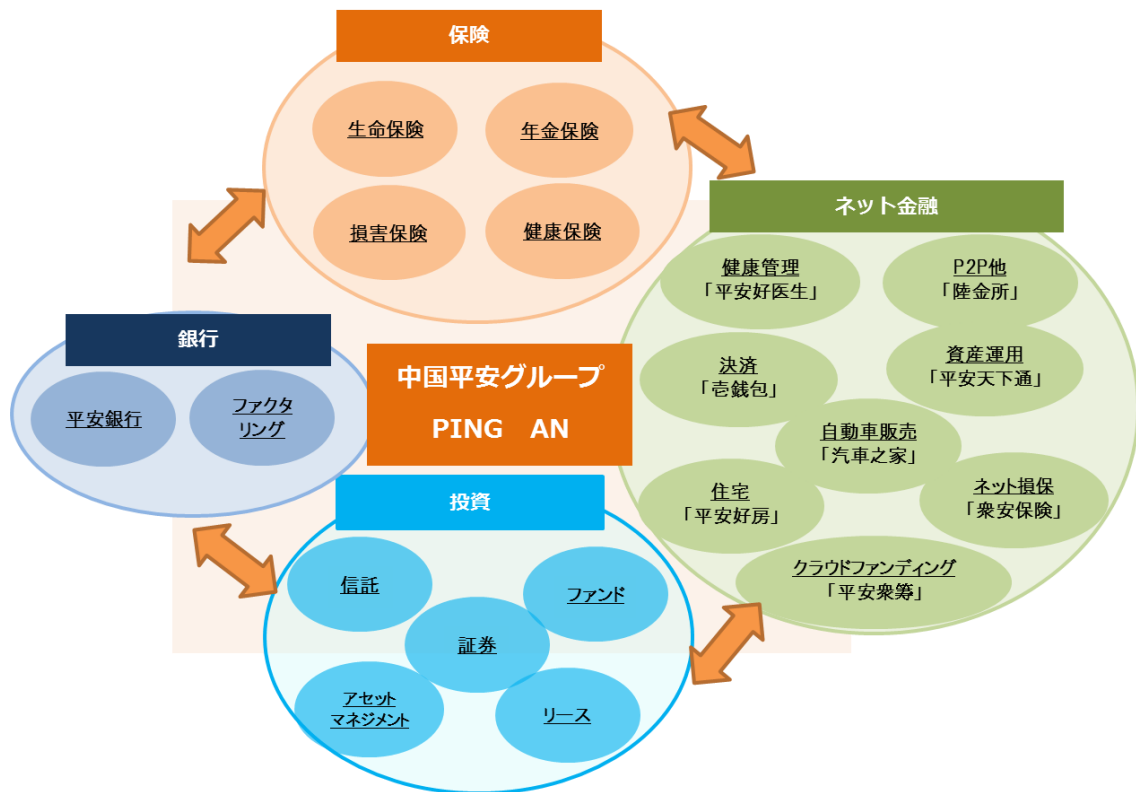 保険
生命保険
年金保険
損害保険
健康保険
ネット金融
健康管理
「平安好医生」
P2P他
「陸金所」
決済
「壱銭包」
資産運用
「平安天下通」
自動車販売
「汽車之家」
住宅
「平安好房」
ネット損保
「衆安保険」
クラウドファンディング
「平安衆籌」
銀行
平安銀行
ファクタ
リング
中国平安グループ
PING AN
投資
信託
ファンド
証券
アセット
マネジメント
リース